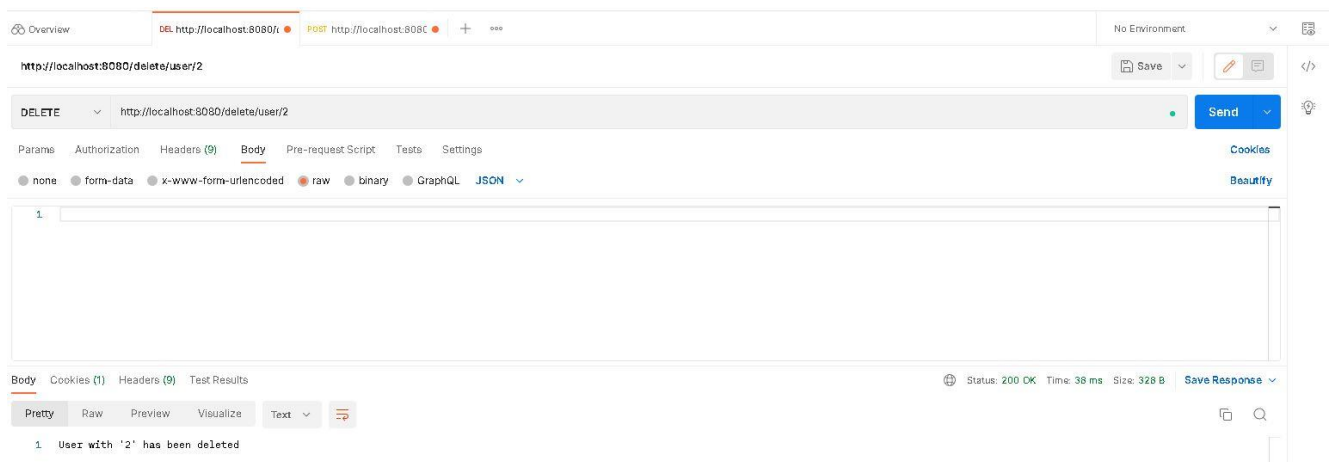 Overview DEL http://localhost:8080/( POST http://localhost:808( + ooo No Environment
http://localhost:8080/delete/user/2 Save
DELETE http://localhost:8080/delete/user/2 Send
Params Authorization Headers (9) Body Pre-request Script Tests Settings Cookies
none form-data x-www-form-urlencoded raw binary GraphQL JSON Beautify
1
Body Cookies (1) Headers (9) Test Results Status: 200 OK Time: 38 ms Size: 328 B Save Response
Pretty Raw Preview Visualize Text
1 User with '2' has been deleted